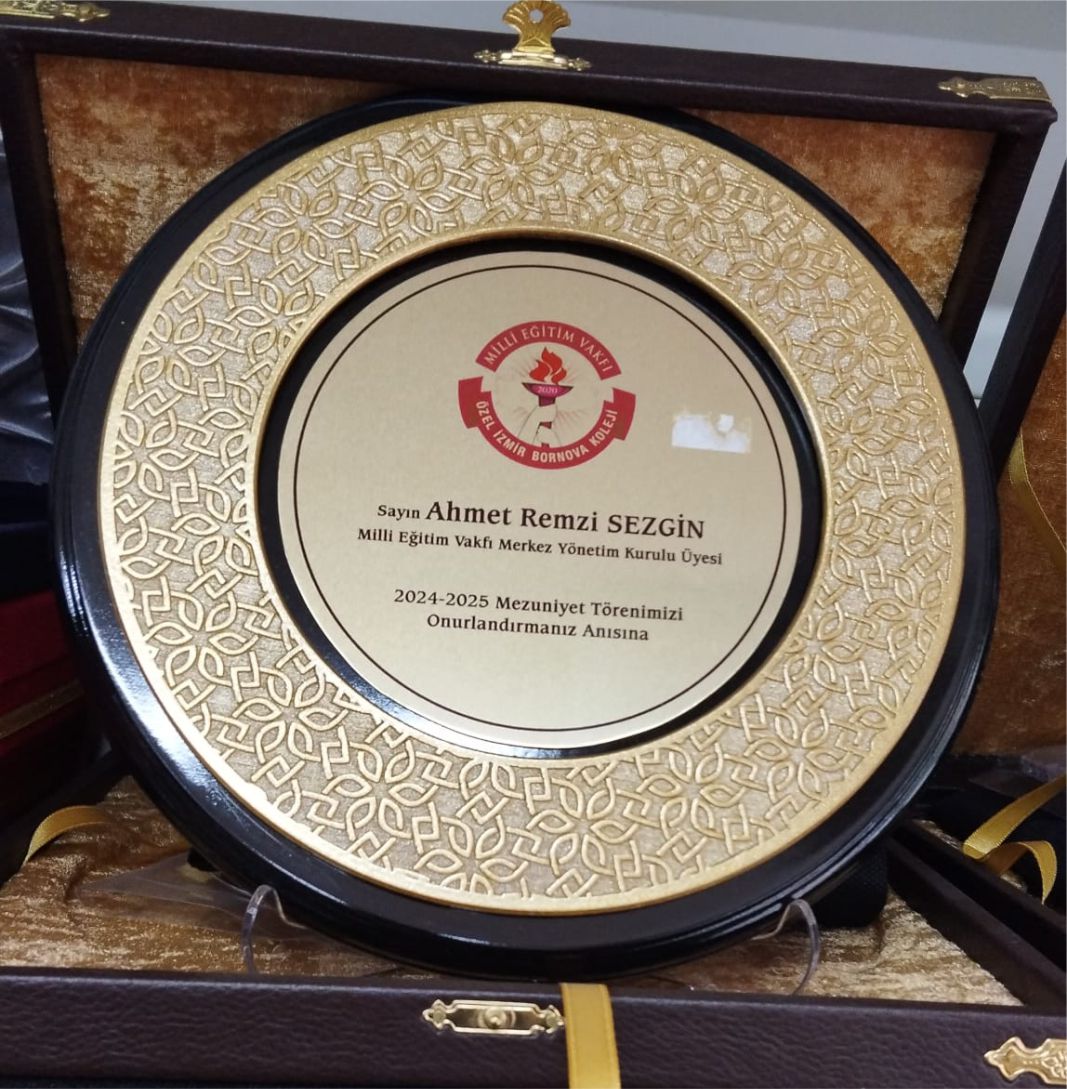 MİLLİ EĞİTİM VAKFI
2020
ÖZEL İZMİR BORNOVA KOLEJİ
Sayın Ahmet Remzi SEZGİN
Milli Eğitim Vakfı Merkez Yönetim Kurulu Üyesi
2024-2025 Mezuniyet Törenimizi
Onurlandırmanız Anısına